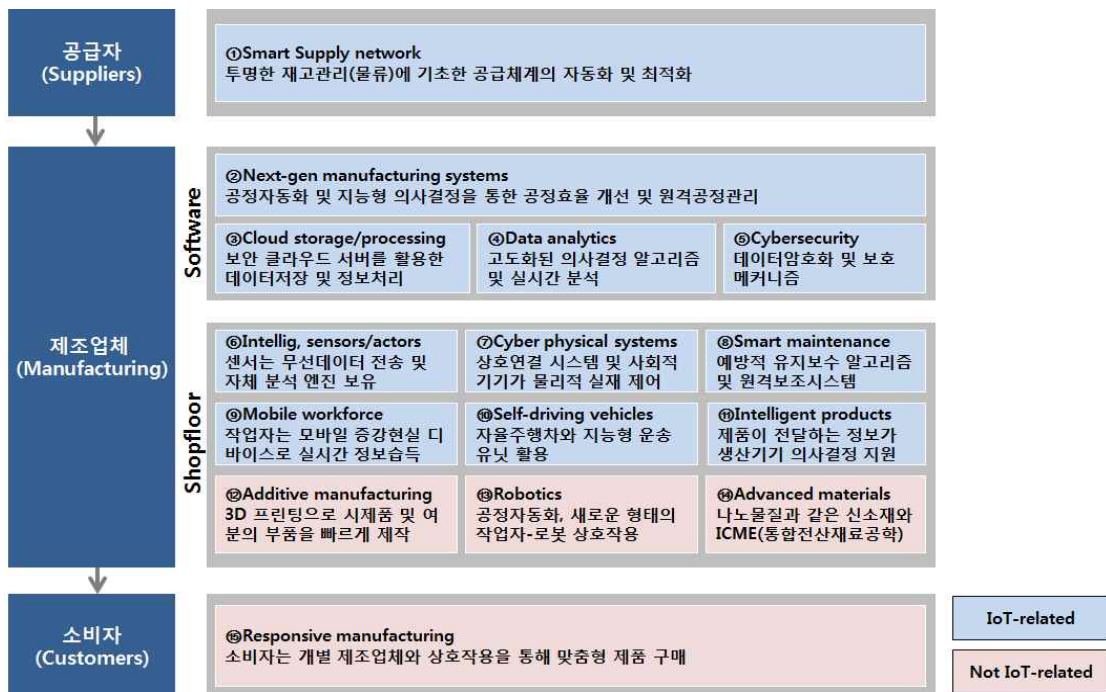 공급자
(Suppliers)
①Smart Supply network
투명한 재고관리(물류)에 기초한 공급체계의 자동화 및 최적화
제조업체
(Manufacturing)
Software
②Next-gen manufacturing systems
공정자동화 및 지능형 의사결정을 통한 공정효율 개선 및 원격공정관리
③Cloud storage/processing
보안 클라우드 서버를 활용한
데이터저장 및 정보처리
④Data analytics
고도화된 의사결정 알고리즘
및 실시간 분석
⑤Cybersecurity
데이터암호화 및 보호
메커니즘
Shopfloor
⑥Intellig, sensors/actors
센서는 무선데이터 전송 및
자체 분석 엔진 보유
⑦Cyber physical systems
상호연결 시스템 및 사회적
기기가 물리적 실재 제어
⑧Smart maintenance
예방적 유지보수 알고리즘
및 원격보조시스템
⑨Mobile workforce
작업자는 모바일 증강현실 디
바이스로 실시간 정보습득
⑩Self-driving vehicles
자율주행차와 지능형 운송
유닛 활용
⑪Intelligent products
제품이 전달하는 정보가
생산기기 의사결정 지원
⑫Additive manufacturing
3D 프린팅으로 시제품 및 여
분의 부품을 빠르게 제작
⑬Robotics
공정자동화, 새로운 형태의
작업자-로봇 상호작용
⑭Advanced materials
나노물질과 같은 신소재와
ICME(통합전산재료공학)
소비자
(Customers)
⑮Responsive manufacturing
소비자는 개별 제조업체와 상호작용을 통해 맞춤형 제품 구매
IoT-related
Not IoT-related